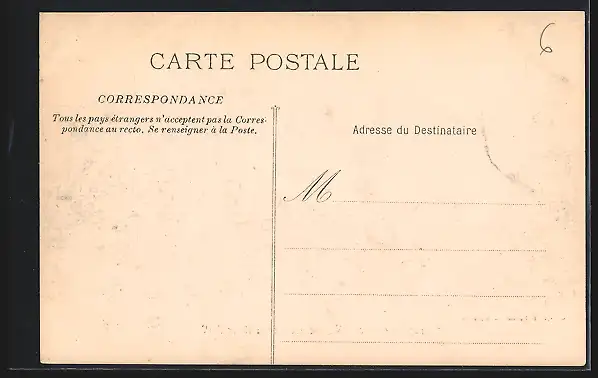 6
CARTE POSTALE
CORRESPONDANCE
Tous les pays étrangers n'acceptent pas la Corres-
pondance au recto. Se renseigner à la Poste.
Adresse du Destinataire
M